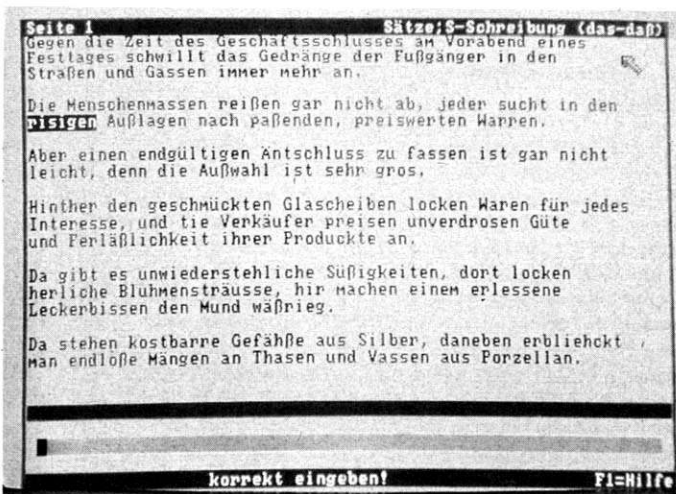 Seite 1 Sätze;S-Schreibung (das-daß)
Gegen die Zeit des Geschäftsschlusses am Vorabend eines
Festtages schwillt das Gedränge der Fußgänger in den
Straßen und Gassen immer mehr an.
Die Menschenmassen reißen gar nicht ab, jeder sucht in den
risigen Außlagen nach paßenden, preiswerten Warren.
Aber einen endgültigen Äntschluss zu fassen ist gar nicht
leicht, denn die Außwahl ist sehr gros.
Hinther den geschmückten Glascheiben locken Waren für jedes
Interesse, und tie Verkäufer preisen unverdrosen Güte
und Ferläßlichkeit ihrer Produckte an.
Da gibt es unwiederstehliche Süßigkeiten, dort locken
herliche Bluhmensträusse, hir machen einem erlessene
Leckerbissen den Mund wäßrieg.
Da stehen kostbarre Gefähße aus Silber, daneben erbliehckt
man endloße Mängen an Thasen und Vassen aus Porzellan.
korrekt eingeben! F1=Hilfe